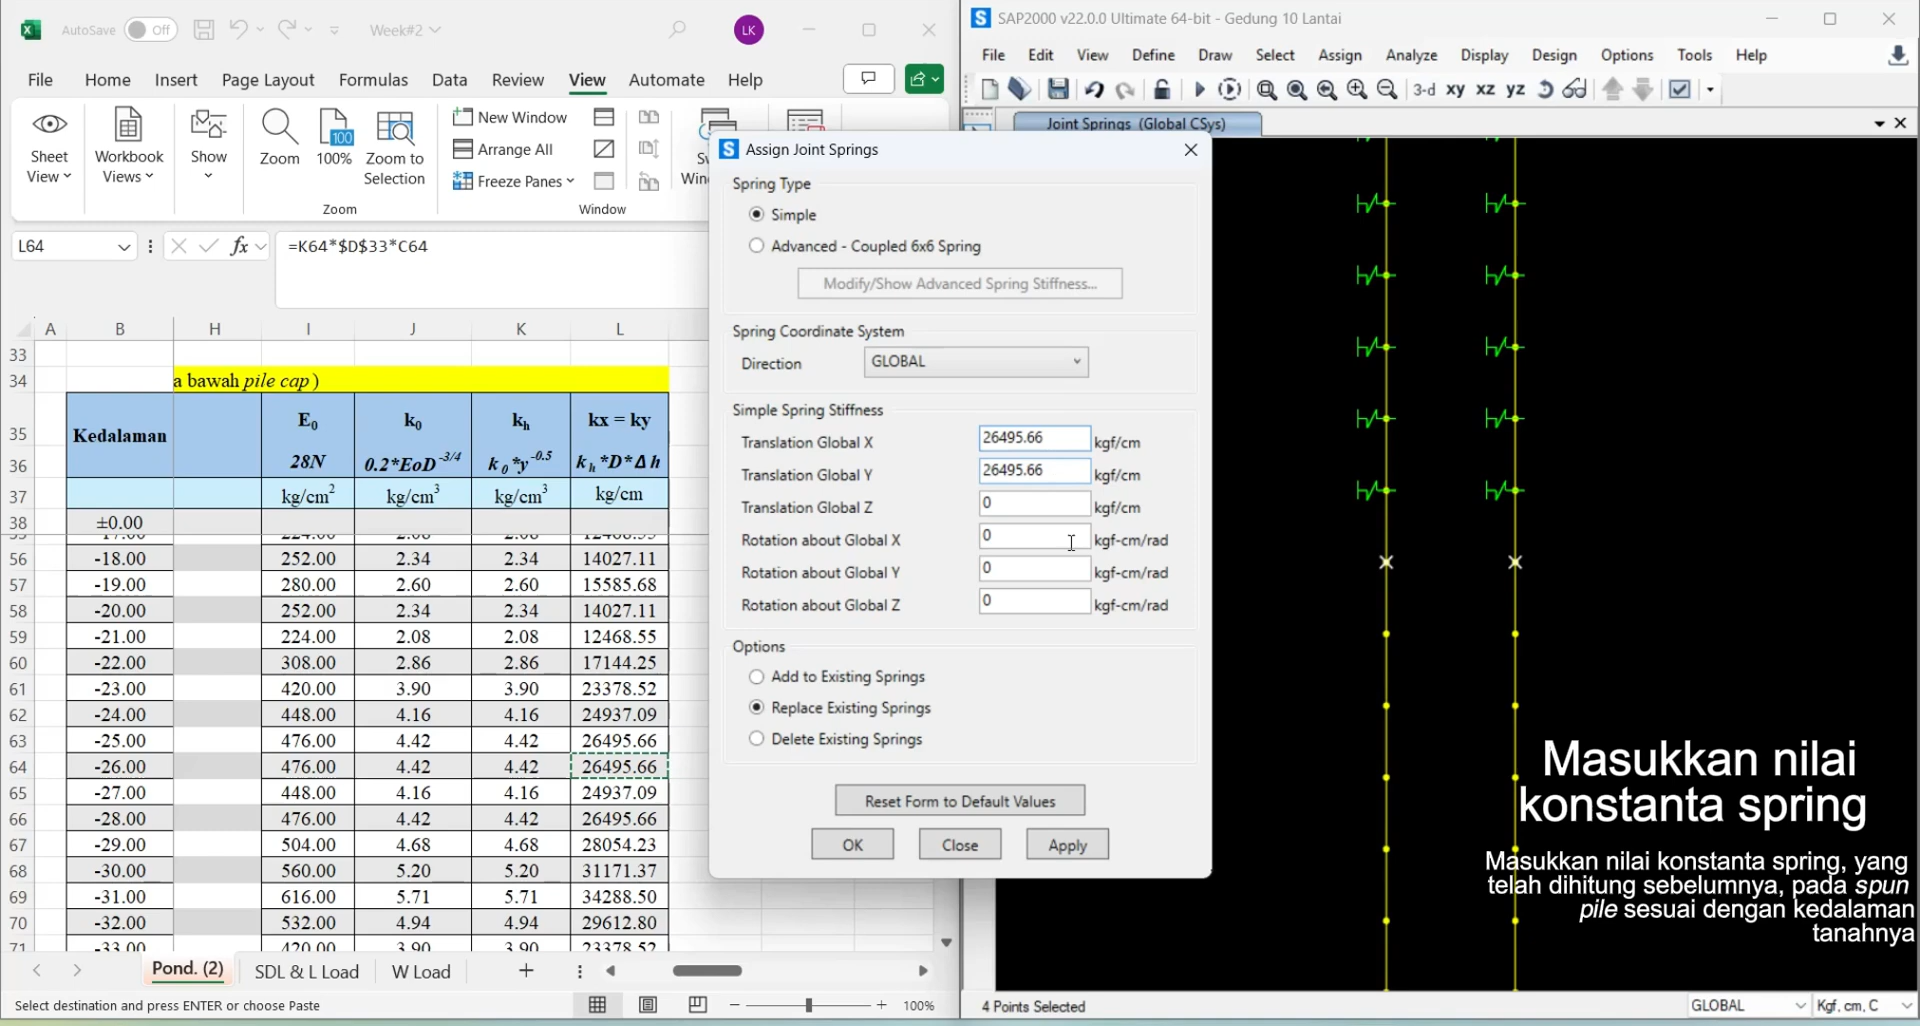 AutoSave Off Week#2 LK
File Home Insert Page Layout Formulas Data Review View Automate Help
Sheet View
Workbook Views
Show
Zoom
100
100%
Zoom to Selection
New Window
Arrange All
Freeze Panes
Zoom
Window
L64 fx =K64*$D$33*C64
A B H I J K L
33
34 a bawah pile cap )
35 Kedalaman E0 k0 kh kx = ky
36 28N 0.2*EoD^-3/4 k0*y^-0.5 kh*D*Δh
37 kg/cm² kg/cm³ kg/cm³ kg/cm
38 ±0.00
56 -18.00 252.00 2.34 2.34 14027.11
57 -19.00 280.00 2.60 2.60 15585.68
58 -20.00 252.00 2.34 2.34 14027.11
59 -21.00 224.00 2.08 2.08 12468.55
60 -22.00 308.00 2.86 2.86 17144.25
61 -23.00 420.00 3.90 3.90 23378.52
62 -24.00 448.00 4.16 4.16 24937.09
63 -25.00 476.00 4.42 4.42 26495.66
64 -26.00 476.00 4.42 4.42 26495.66
65 -27.00 448.00 4.16 4.16 24937.09
66 -28.00 476.00 4.42 4.42 26495.66
67 -29.00 504.00 4.68 4.68 28054.23
68 -30.00 560.00 5.20 5.20 31171.37
69 -31.00 616.00 5.71 5.71 34288.50
70 -32.00 532.00 4.94 4.94 29612.80
71 -33.00 420.00 3.90 3.90 23378.52
Pond. (2) SDL & L Load W Load
Select destination and press ENTER or choose Paste 100%
S SAP2000 v22.0.0 Ultimate 64-bit - Gedung 10 Lantai
File Edit View Define Draw Select Assign Analyze Display Design Options Tools Help
3-d xy xz yz
Joint Springs (Global CSys)
S Assign Joint Springs
Spring Type
Simple
Advanced - Coupled 6x6 Spring
Modify/Show Advanced Spring Stiffness...
Spring Coordinate System
Direction GLOBAL
Simple Spring Stiffness
Translation Global X 26495.66 kgf/cm
Translation Global Y 26495.66 kgf/cm
Translation Global Z 0 kgf/cm
Rotation about Global X 0 kgf-cm/rad
Rotation about Global Y 0 kgf-cm/rad
Rotation about Global Z 0 kgf-cm/rad
Options
Add to Existing Springs
Replace Existing Springs
Delete Existing Springs
Reset Form to Default Values
OK Close Apply
Masukkan nilai
konstanta spring
Masukkan nilai konstanta spring, yang
telah dihitung sebelumnya, pada spun
pile sesuai dengan kedalaman
tanahnya
4 Points Selected GLOBAL Kgf, cm, C